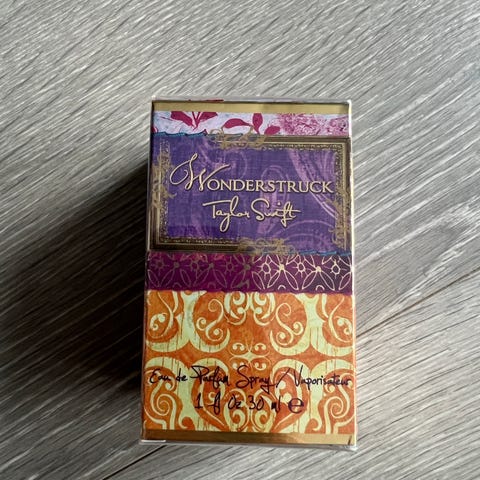 WONDERSTRUCK
Taylor Swift
Eau de Parfum Spray / Vaporisateur
1 fl Oz 30 ml ℮